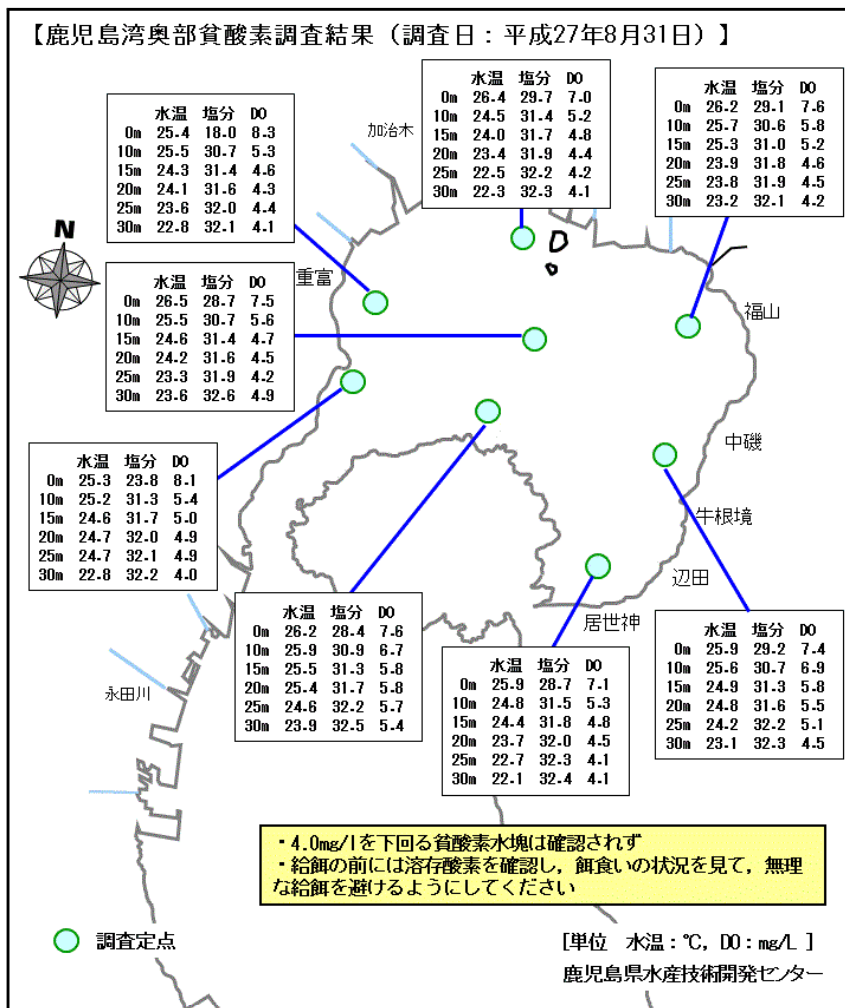 【鹿児島湾奥部貧酸素調査結果（調査日：平成27年8月31日）】
水温 塩分 DO
0m 25.4 18.0 8.3
10m 25.5 30.7 5.3
15m 24.3 31.4 4.6
20m 24.1 31.6 4.3
25m 23.6 32.0 4.4
30m 22.8 32.1 4.1
加治木
水温 塩分 DO
0m 26.4 29.7 7.0
10m 24.5 31.4 5.2
15m 24.0 31.7 4.8
20m 23.4 31.9 4.4
25m 22.5 32.2 4.2
30m 22.3 32.3 4.1
水温 塩分 DO
0m 26.2 29.1 7.6
10m 25.7 30.6 5.8
15m 25.3 31.0 5.2
20m 23.9 31.8 4.6
25m 23.8 31.9 4.5
30m 23.2 32.1 4.2
N
重富
水温 塩分 DO
0m 26.5 28.7 7.5
10m 25.5 30.7 5.6
15m 24.6 31.4 4.7
20m 24.2 31.6 4.5
25m 23.3 31.9 4.2
30m 23.6 32.6 4.9
福山
中磯
牛根境
辺田
居世神
水温 塩分 DO
0m 25.3 23.8 8.1
10m 25.2 31.3 5.4
15m 24.6 31.7 5.0
20m 24.7 32.0 4.9
25m 24.7 32.1 4.9
30m 22.8 32.2 4.0
永田川
水温 塩分 DO
0m 26.2 28.4 7.6
10m 25.9 30.9 6.7
15m 25.5 31.3 5.8
20m 25.4 31.7 5.8
25m 24.6 32.2 5.7
30m 23.9 32.5 5.4
水温 塩分 DO
0m 25.9 28.7 7.1
10m 24.8 31.5 5.3
15m 24.4 31.8 4.8
20m 23.7 32.0 4.5
25m 22.7 32.3 4.1
30m 22.1 32.4 4.1
水温 塩分 DO
0m 25.9 29.2 7.4
10m 25.6 30.7 6.9
15m 24.9 31.3 5.8
20m 24.8 31.6 5.5
25m 24.2 32.2 5.1
30m 23.1 32.3 4.5
・4.0mg/lを下回る貧酸素水塊は確認されず
・給餌の前には溶存酸素を確認し，餌食いの状況を見て，無理
な給餌を避けるようにしてください
調査定点
[単位 水温：℃，DO：mg/L ]
鹿児島県水産技術開発センター